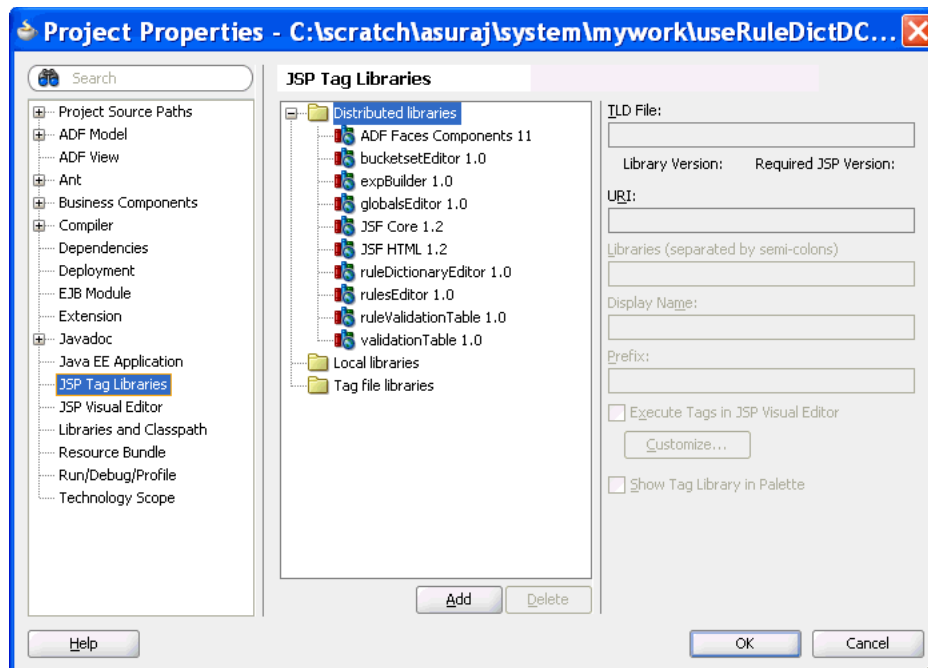 Project Properties - C:\scratch\asuraj\system\mywork\useRuleDictDC...
Search
Project Source Paths
ADF Model
ADF View
Ant
Business Components
Compiler
Dependencies
Deployment
EJB Module
Extension
Javadoc
Java EE Application
JSP Tag Libraries
JSP Visual Editor
Libraries and Classpath
Resource Bundle
Run/Debug/Profile
Technology Scope
JSP Tag Libraries
Distributed libraries
ADF Faces Components 11
bucketsetEditor 1.0
expBuilder 1.0
globalsEditor 1.0
JSF Core 1.2
JSF HTML 1.2
ruleDictionaryEditor 1.0
rulesEditor 1.0
ruleValidationTable 1.0
validationTable 1.0
Local libraries
Tag file libraries
Add
Delete
TLD File:
Library Version: Required JSP Version:
URI:
Libraries (separated by semi-colons)
Display Name:
Prefix:
Execute Tags in JSP Visual Editor
Customize...
Show Tag Library in Palette
Help
OK
Cancel